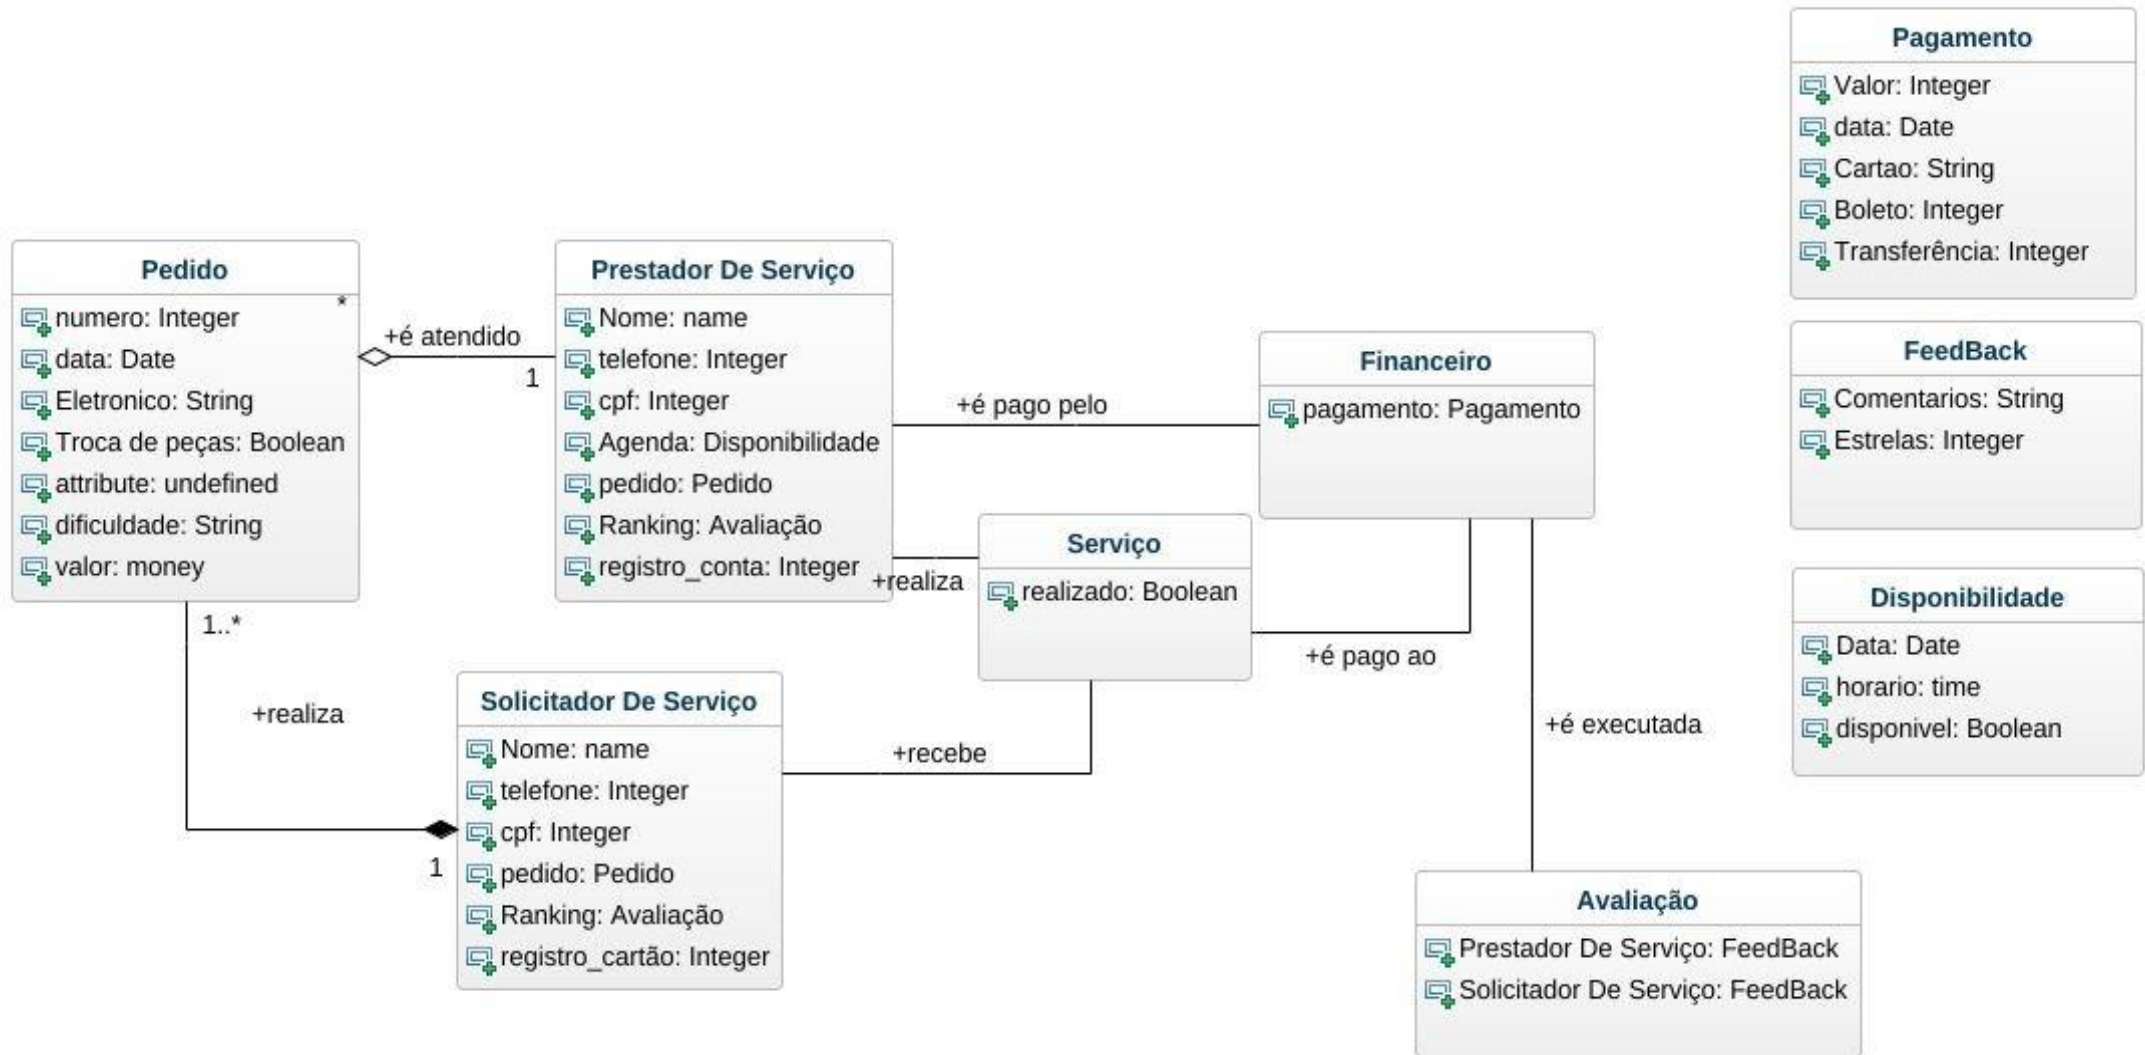 Pagamento
Valor: Integer
data: Date
Cartao: String
Boleto: Integer
Transferência: Integer
Pedido
*
numero: Integer
data: Date
Eletronico: String
Troca de peças: Boolean
attribute: undefined
dificuldade: String
valor: money
+é atendido
1
Prestador De Serviço
Nome: name
telefone: Integer
cpf: Integer
Agenda: Disponibilidade
pedido: Pedido
Ranking: Avaliação
registro_conta: Integer
+é pago pelo
Financeiro
pagamento: Pagamento
FeedBack
Comentarios: String
Estrelas: Integer
+realiza
Serviço
realizado: Boolean
+é pago ao
Disponibilidade
Data: Date
horario: time
disponivel: Boolean
1..*
+realiza
1
Solicitador De Serviço
Nome: name
telefone: Integer
cpf: Integer
pedido: Pedido
Ranking: Avaliação
registro_cartão: Integer
+recebe
+é executada
Avaliação
Prestador De Serviço: FeedBack
Solicitador De Serviço: FeedBack